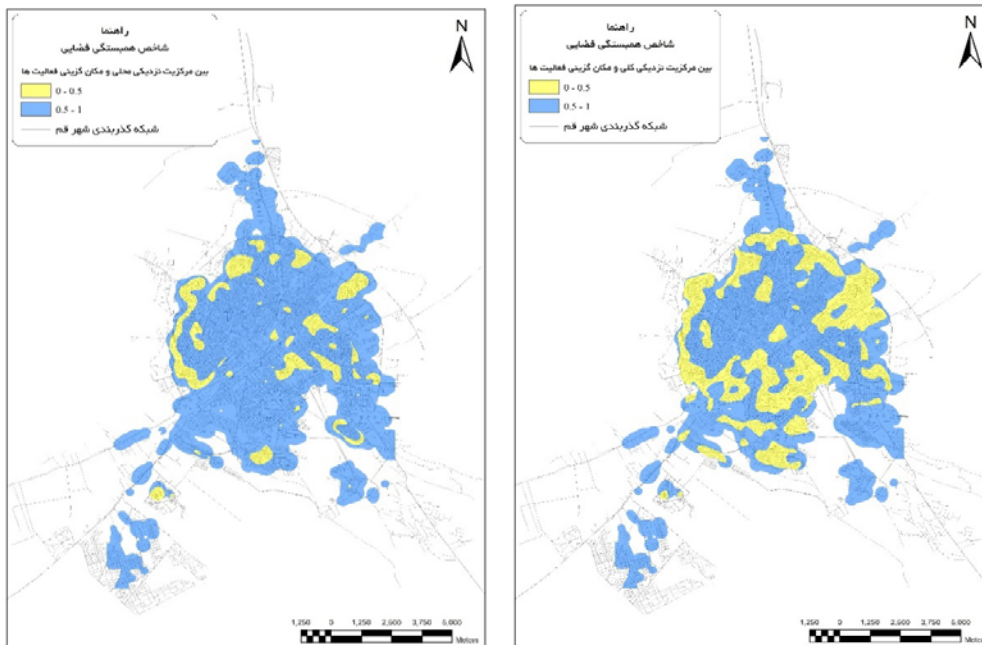 راهنما
شاخص همبستگی فضایی
بین مرکزیت نزدیکی محلی و مکان گزینی فعالیت ها
0 - 0.5
0.5 - 1
شبکه گذربندی شهر قم
N
1,250 0 1,250 2,500 3,750 5,000
Meters
راهنما
شاخص همبستگی فضایی
بین مرکزیت نزدیکی کلی و مکان گزینی فعالیت ها
0 - 0.5
0.5 - 1
شبکه گذربندی شهر قم
N
1,250 0 1,250 2,500 3,750 5,000
Meters